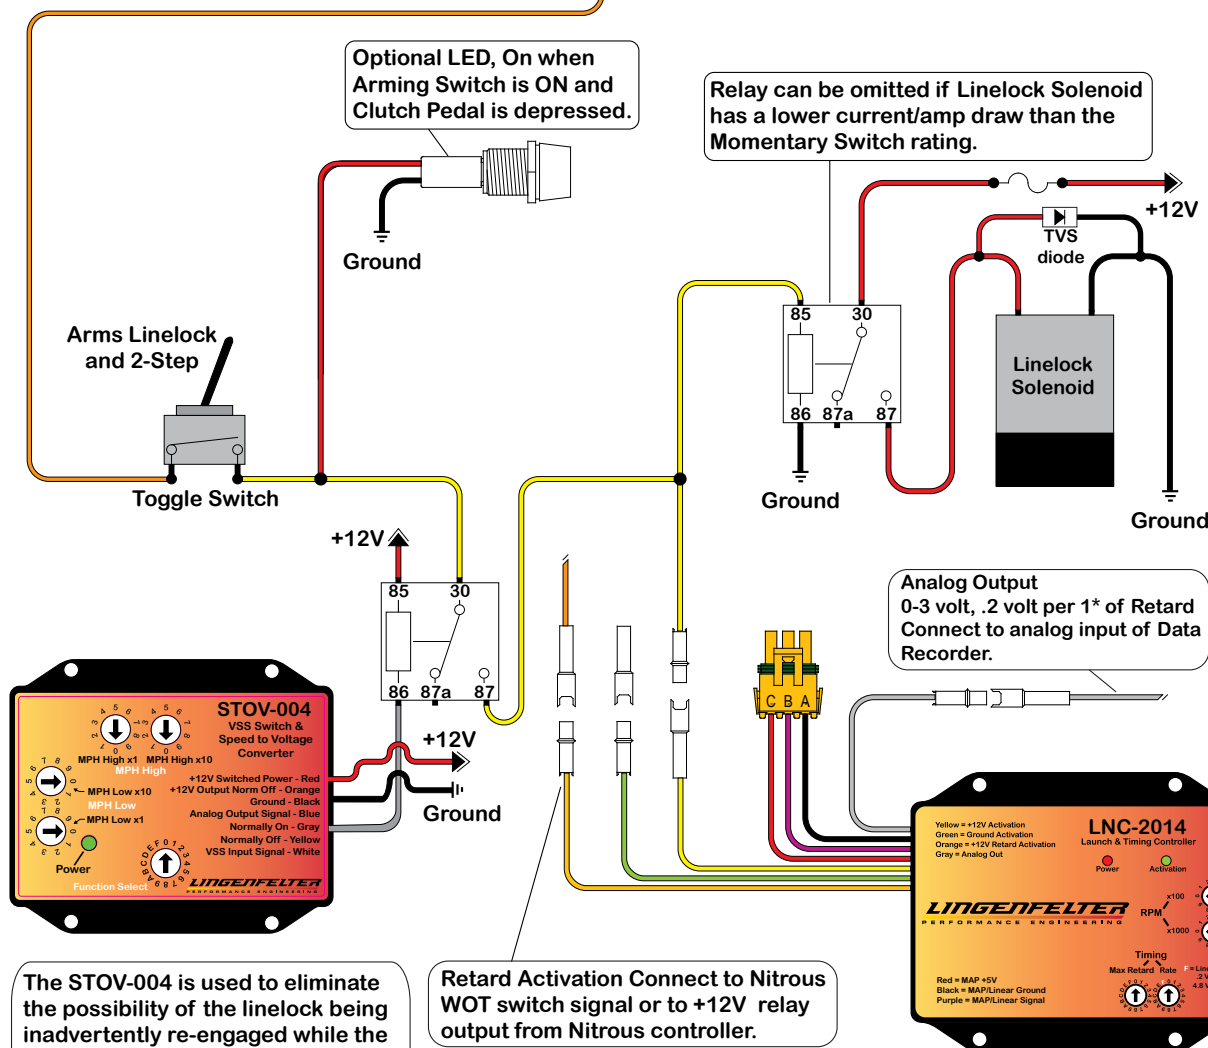 Optional LED, On when
Arming Switch is ON and
Clutch Pedal is depressed.
Relay can be omitted if Linelock Solenoid
has a lower current/amp draw than the
Momentary Switch rating.
+12V
TVS
diode
Ground
Arms Linelock
and 2-Step
Toggle Switch
85 30
86 87a 87
Ground
Linelock
Solenoid
Ground
+12V
85 30
86 87a 87
Analog Output
0-3 volt, .2 volt per 1* of Retard
Connect to analog input of Data
Recorder.
C B A
STOV-004
VSS Switch &
Speed to Voltage
Converter
MPH High x1 MPH High x10
MPH High
MPH Low x10
MPH Low
MPH Low x1
Power
Function Select
+12V Switched Power - Red
+12V Output Norm Off - Orange
Ground - Black
Analog Output Signal - Blue
Normally On - Gray
Normally Off - Yellow
VSS Input Signal - White
LINGENFELTER
PERFORMANCE ENGINEERING
+12V
Ground
Yellow = +12V Activation
Green = Ground Activation
Orange = +12V Retard Activation
Gray = Analog Out
LNC-2014
Launch & Timing Controller
Power
Activation
LINGENFELTER
PERFORMANCE ENGINEERING
x100
RPM
x1000
Timing
Max Retard Rate
Red = MAP +5V
Black = MAP/Linear Ground
Purple = MAP/Linear Signal
The STOV-004 is used to eliminate
the possibility of the linelock being
inadvertently re-engaged while the
Retard Activation Connect to Nitrous
WOT switch signal or to +12V relay
output from Nitrous controller.